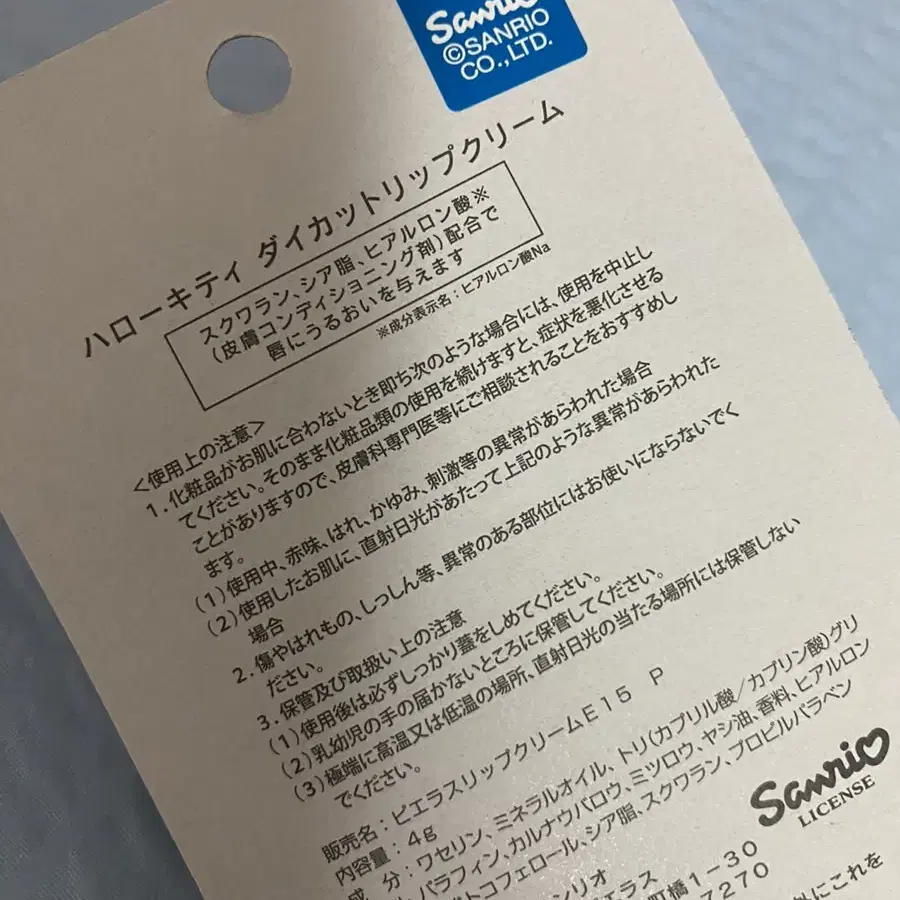 Sanrio
©SANRIO
CO.,LTD.
ハローキティ ダイカットリップクリーム
スクワラン、シア脂、ヒアルロン酸※
(皮膚コンディショニング剤)配合で
唇にうるおいを与えます
※成分表示名:ヒアルロン酸Na
<使用上の注意>
1.化粧品がお肌に合わないとき即ち次のような場合には、使用を中止し
てください。そのまま化粧品類の使用を続けますと、症状を悪化させる
ことがありますので、皮膚科専門医等にご相談されることをおすすめし
ます。
(1)使用中、赤味、はれ、かゆみ、刺激等の異常があらわれた場合
(2)使用したお肌に、直射日光があたって上記のような異常があらわれた
場合
2.傷やはれもの、しっしん等、異常のある部位にはお使いにならないでく
ださい。
3.保管及び取扱い上の注意
(1)使用後は必ずしっかり蓋をしめてください。
(2)乳幼児の手の届かないところに保管してください。
(3)極端に高温又は低温の場所、直射日光の当たる場所には保管しない
でください。
販売名:ピエラスリップクリームE15 P
内容量:4g
成 分:ワセリン、ミネラルオイル、トリ(カプリル酸/カプリン酸)グリ
パラフィン、カルナウバロウ、ミツロウ、ヤシ油、香料、ヒアルロン
トコフェロール、シア脂、スクワラン、プロピルパラベン
ンリオ
エラス
町橋1-30
7270
にこれを
Sanrio
LICENSE